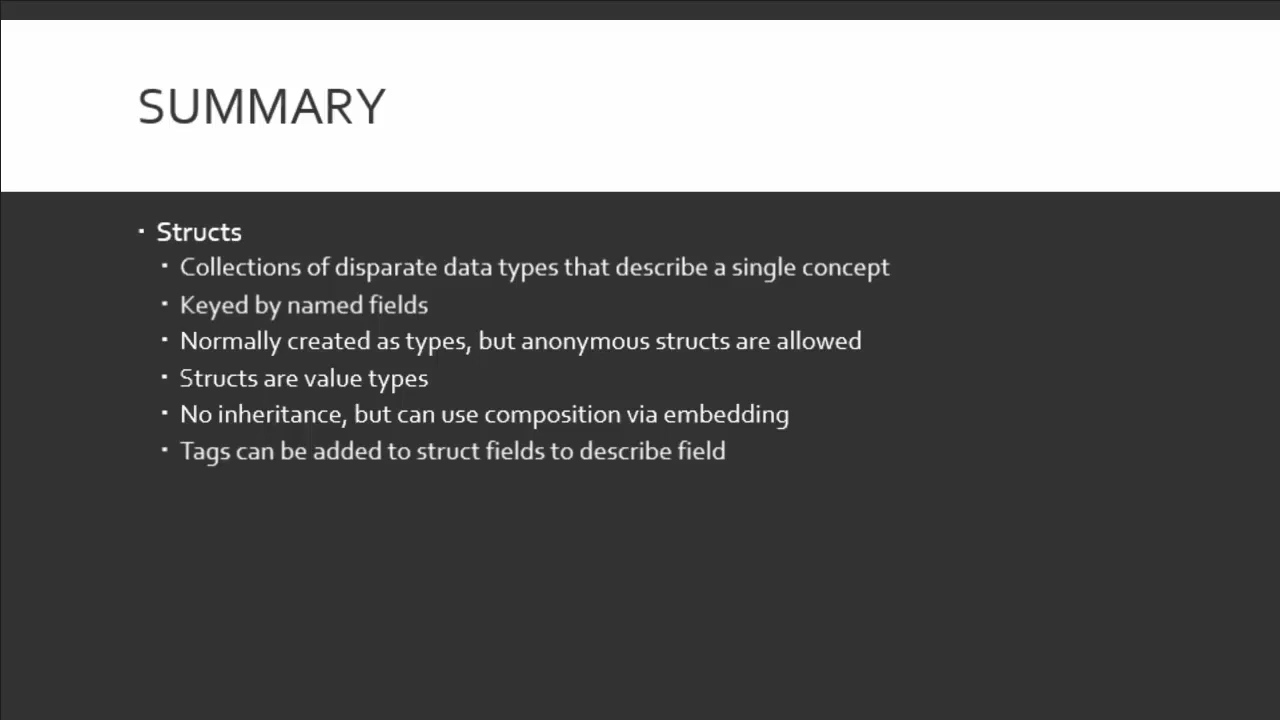 SUMMARY
Structs
Collections of disparate data types that describe a single concept
Keyed by named fields
Normally created as types, but anonymous structs are allowed
Structs are value types
No inheritance, but can use composition via embedding
Tags can be added to struct fields to describe field